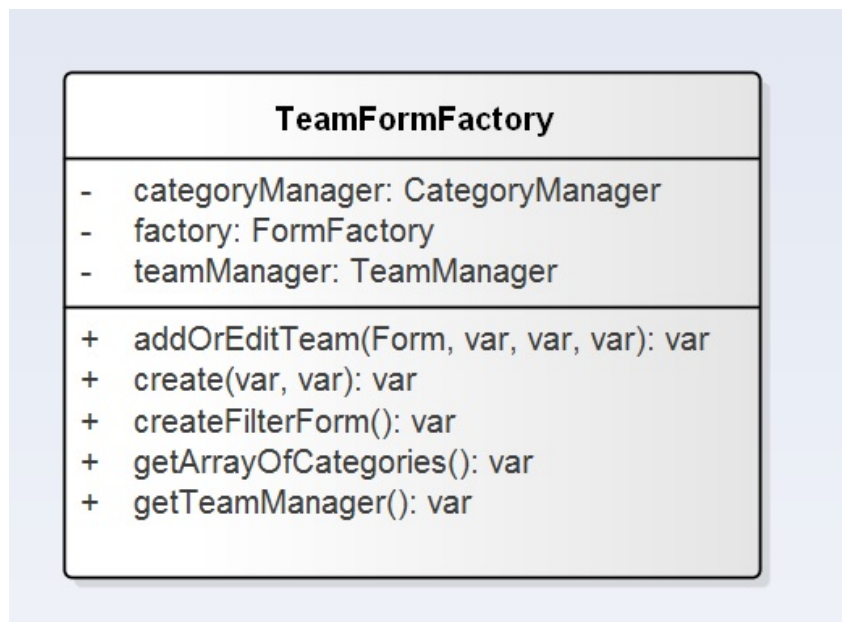 TeamFormFactory
- categoryManager: CategoryManager
- factory: FormFactory
- teamManager: TeamManager
+ addOrEditTeam(Form, var, var, var): var
+ create(var, var): var
+ createFilterForm(): var
+ getArrayOfCategories(): var
+ getTeamManager(): var